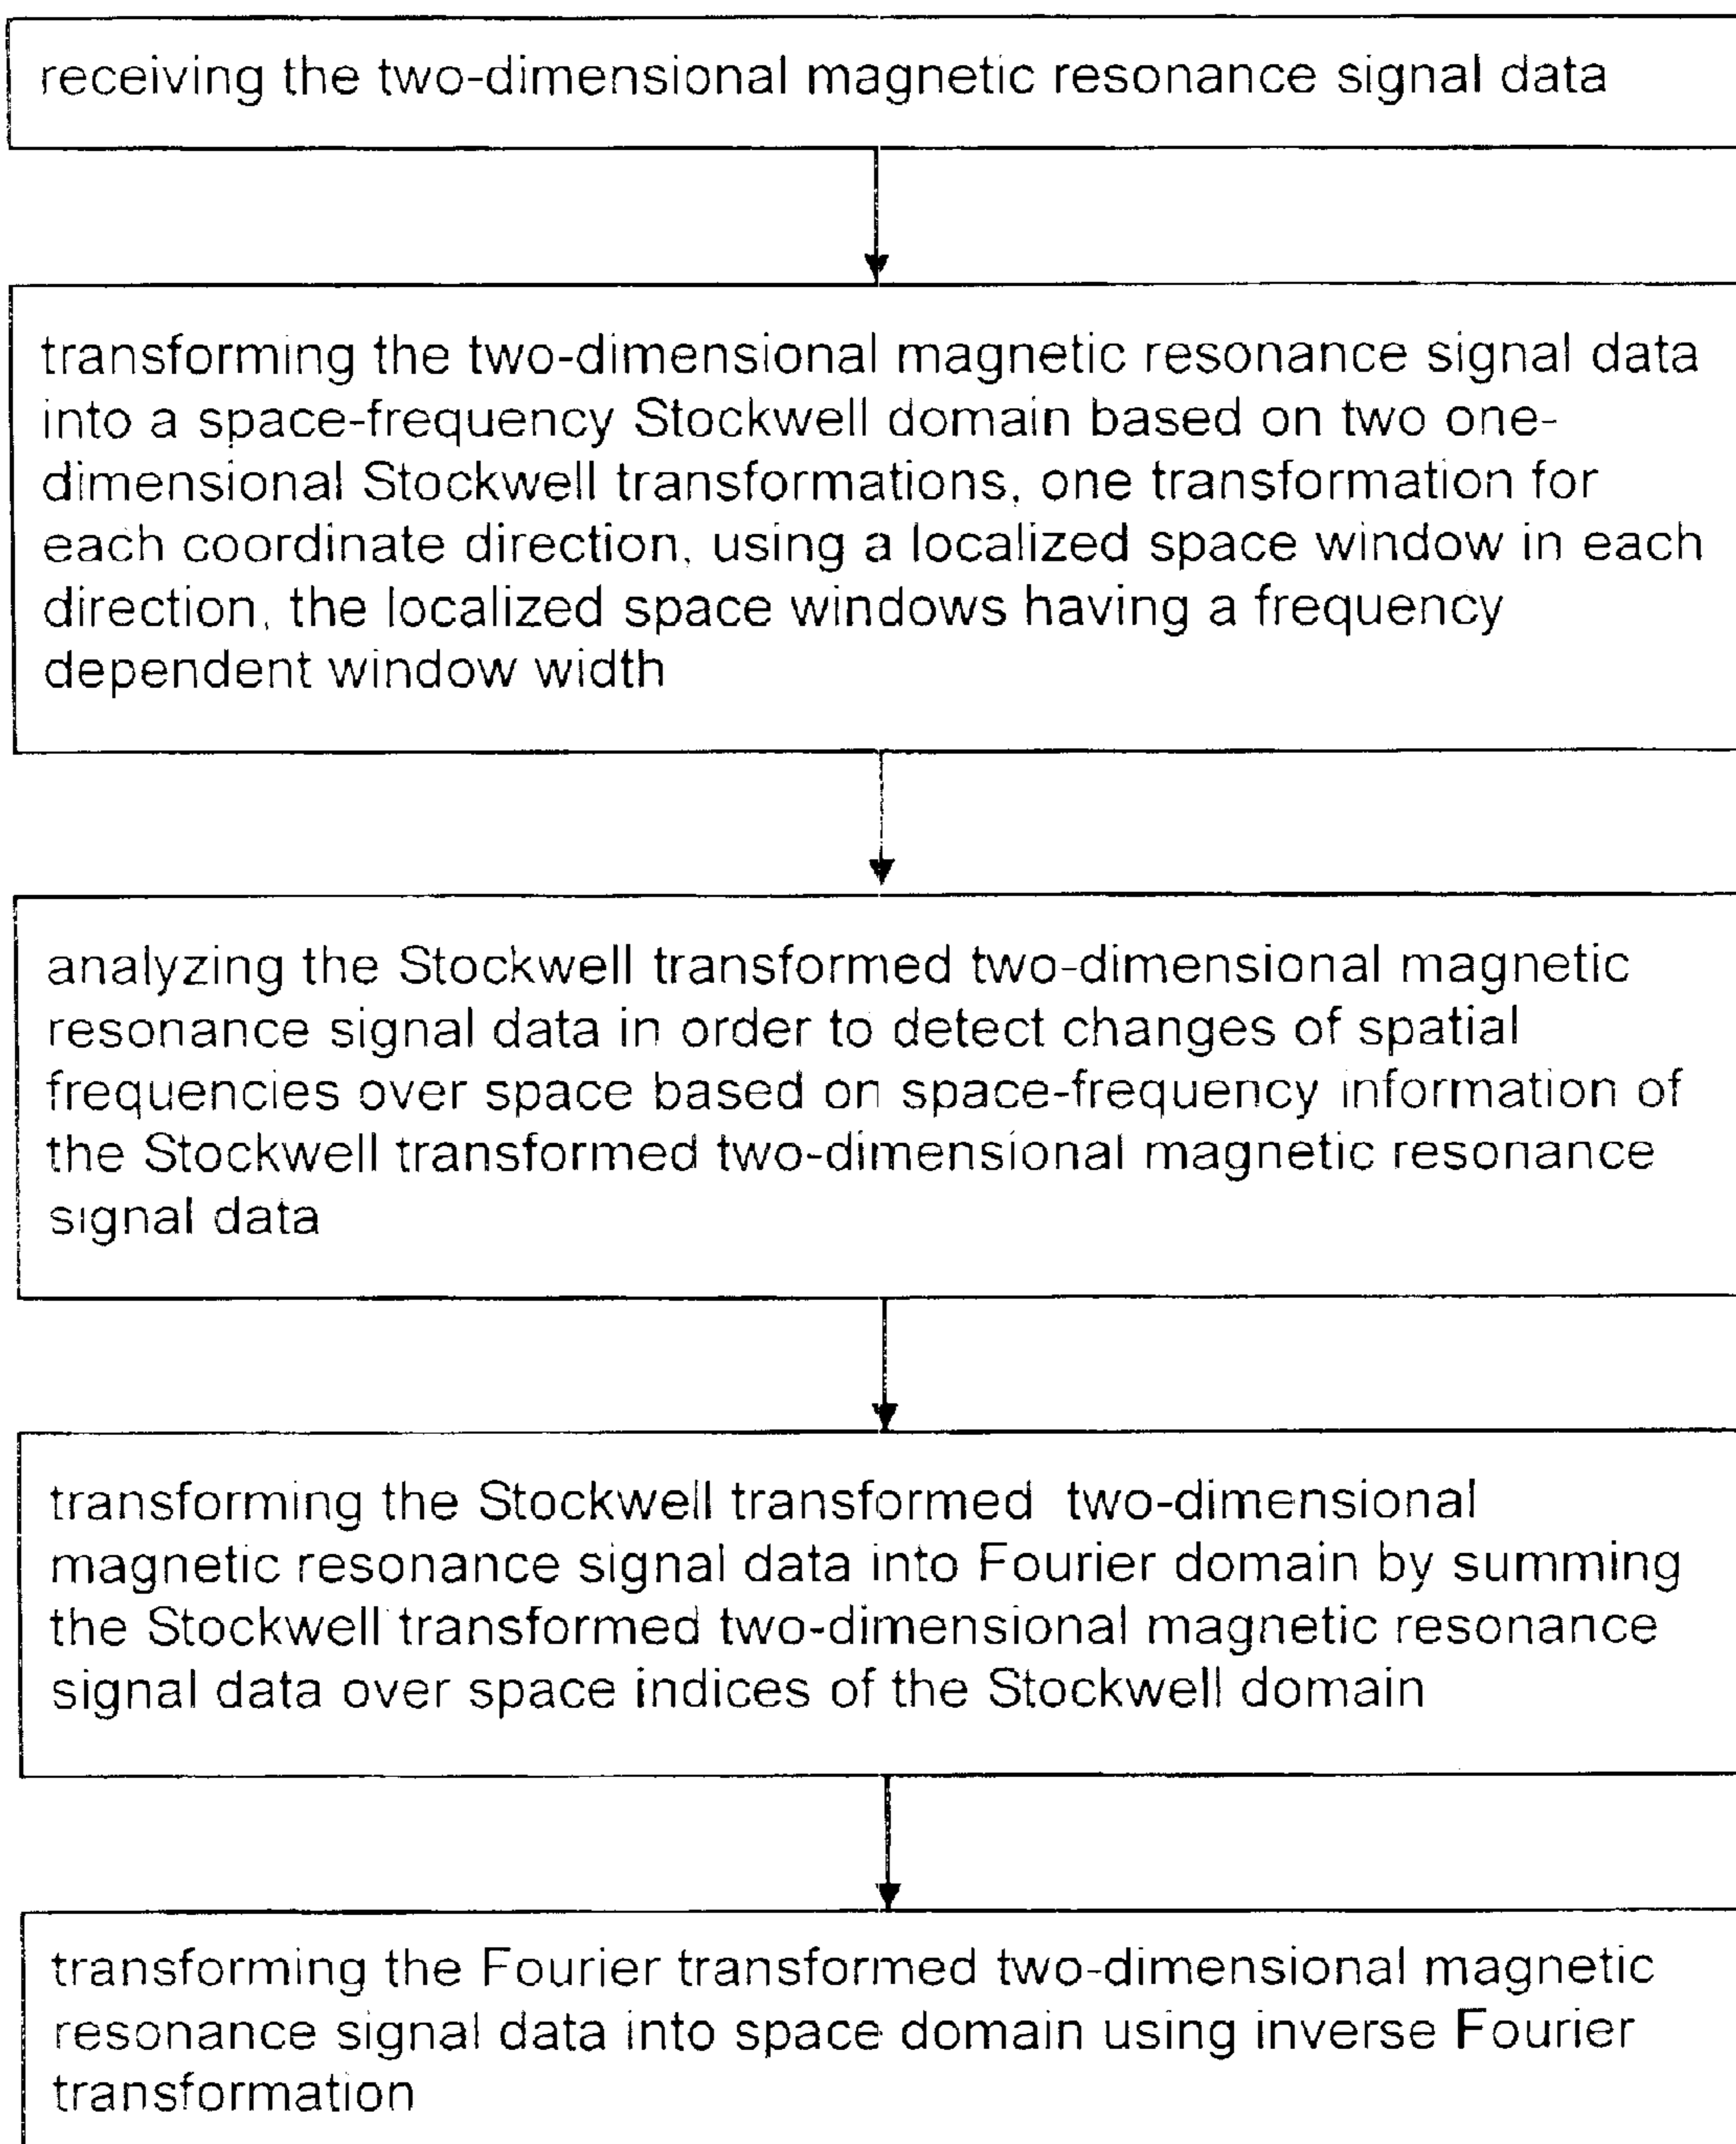 receiving the two-dimensional magnetic resonance signal data
transforming the two-dimensional magnetic resonance signal data
into a space-frequency Stockwell domain based on two one-
dimensional Stockwell transformations, one transformation for
each coordinate direction, using a localized space window in each
direction, the localized space windows having a frequency
dependent window width
analyzing the Stockwell transformed two-dimensional magnetic
resonance signal data in order to detect changes of spatial
frequencies over space based on space-frequency information of
the Stockwell transformed two-dimensional magnetic resonance
signal data
transforming the Stockwell transformed two-dimensional
magnetic resonance signal data into Fourier domain by summing
the Stockwell transformed two-dimensional magnetic resonance
signal data over space indices of the Stockwell domain
transforming the Fourier transformed two-dimensional magnetic
resonance signal data into space domain using inverse Fourier
transformation